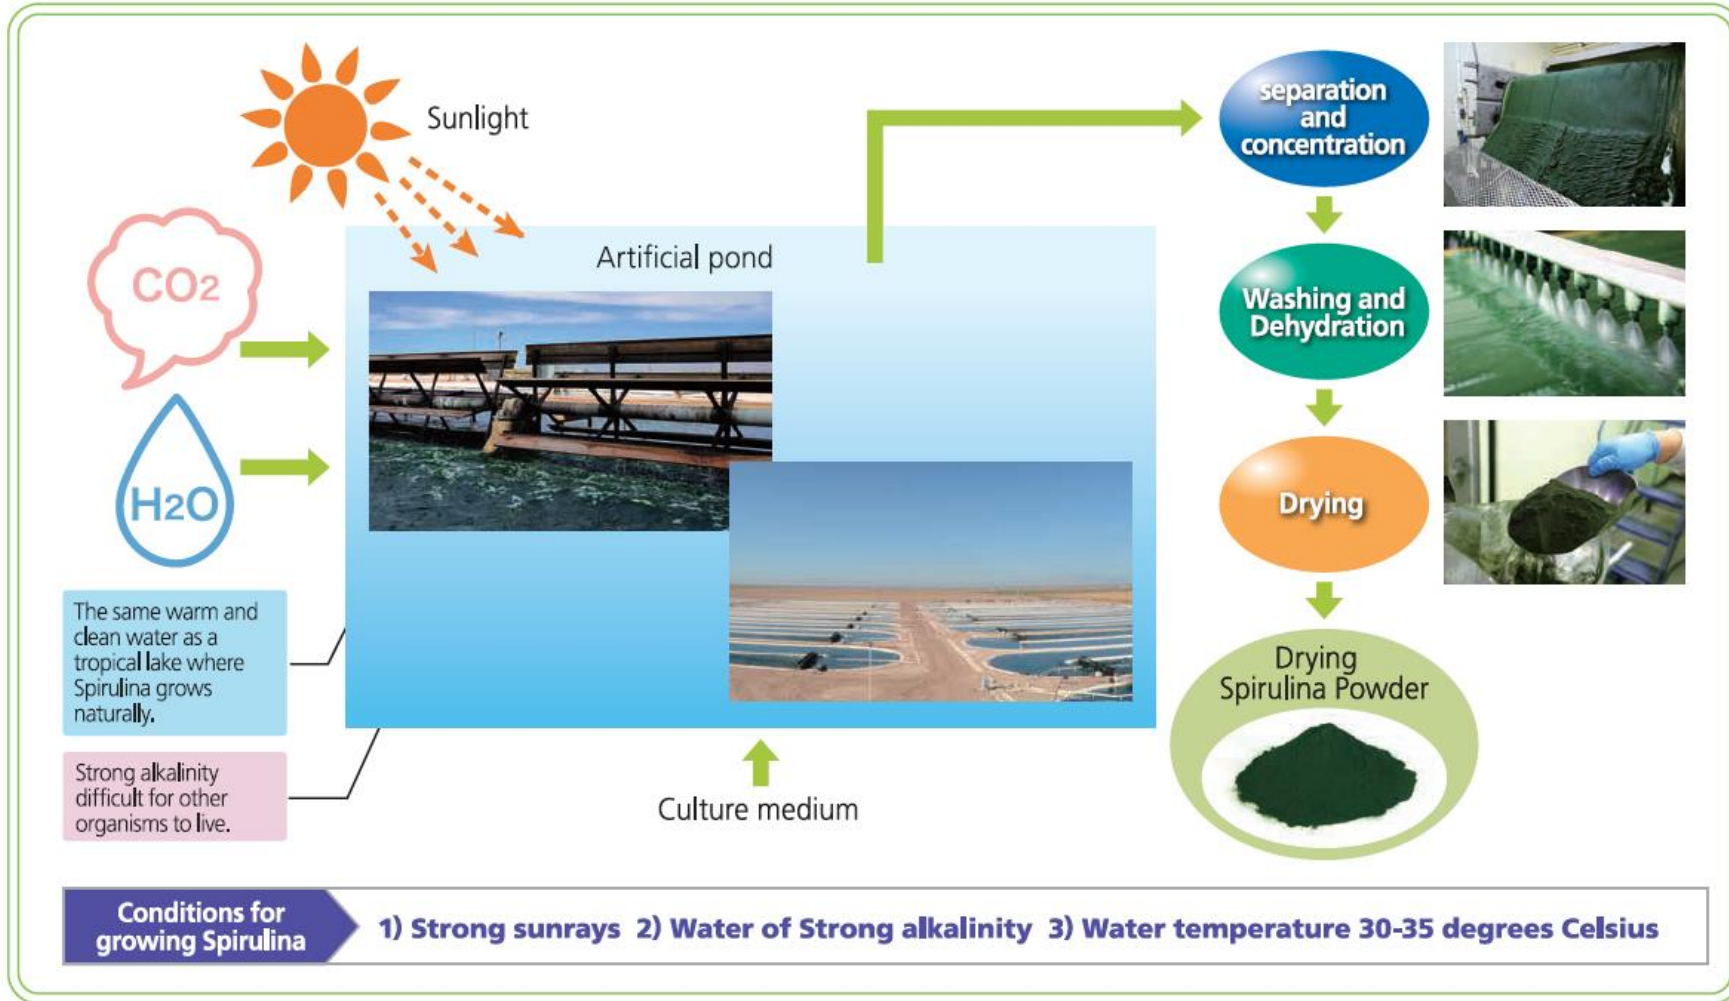 Sunlight
CO2
H2O
Artificial pond
The same warm and
clean water as a
tropical lake where
Spirulina grows
naturally.
Strong alkalinity
difficult for other
organisms to live.
Culture medium
separation
and
concentration
Washing and
Dehydration
Drying
Drying
Spirulina Powder
Conditions for
growing Spirulina
1) Strong sunrays 2) Water of Strong alkalinity 3) Water temperature 30-35 degrees Celsius